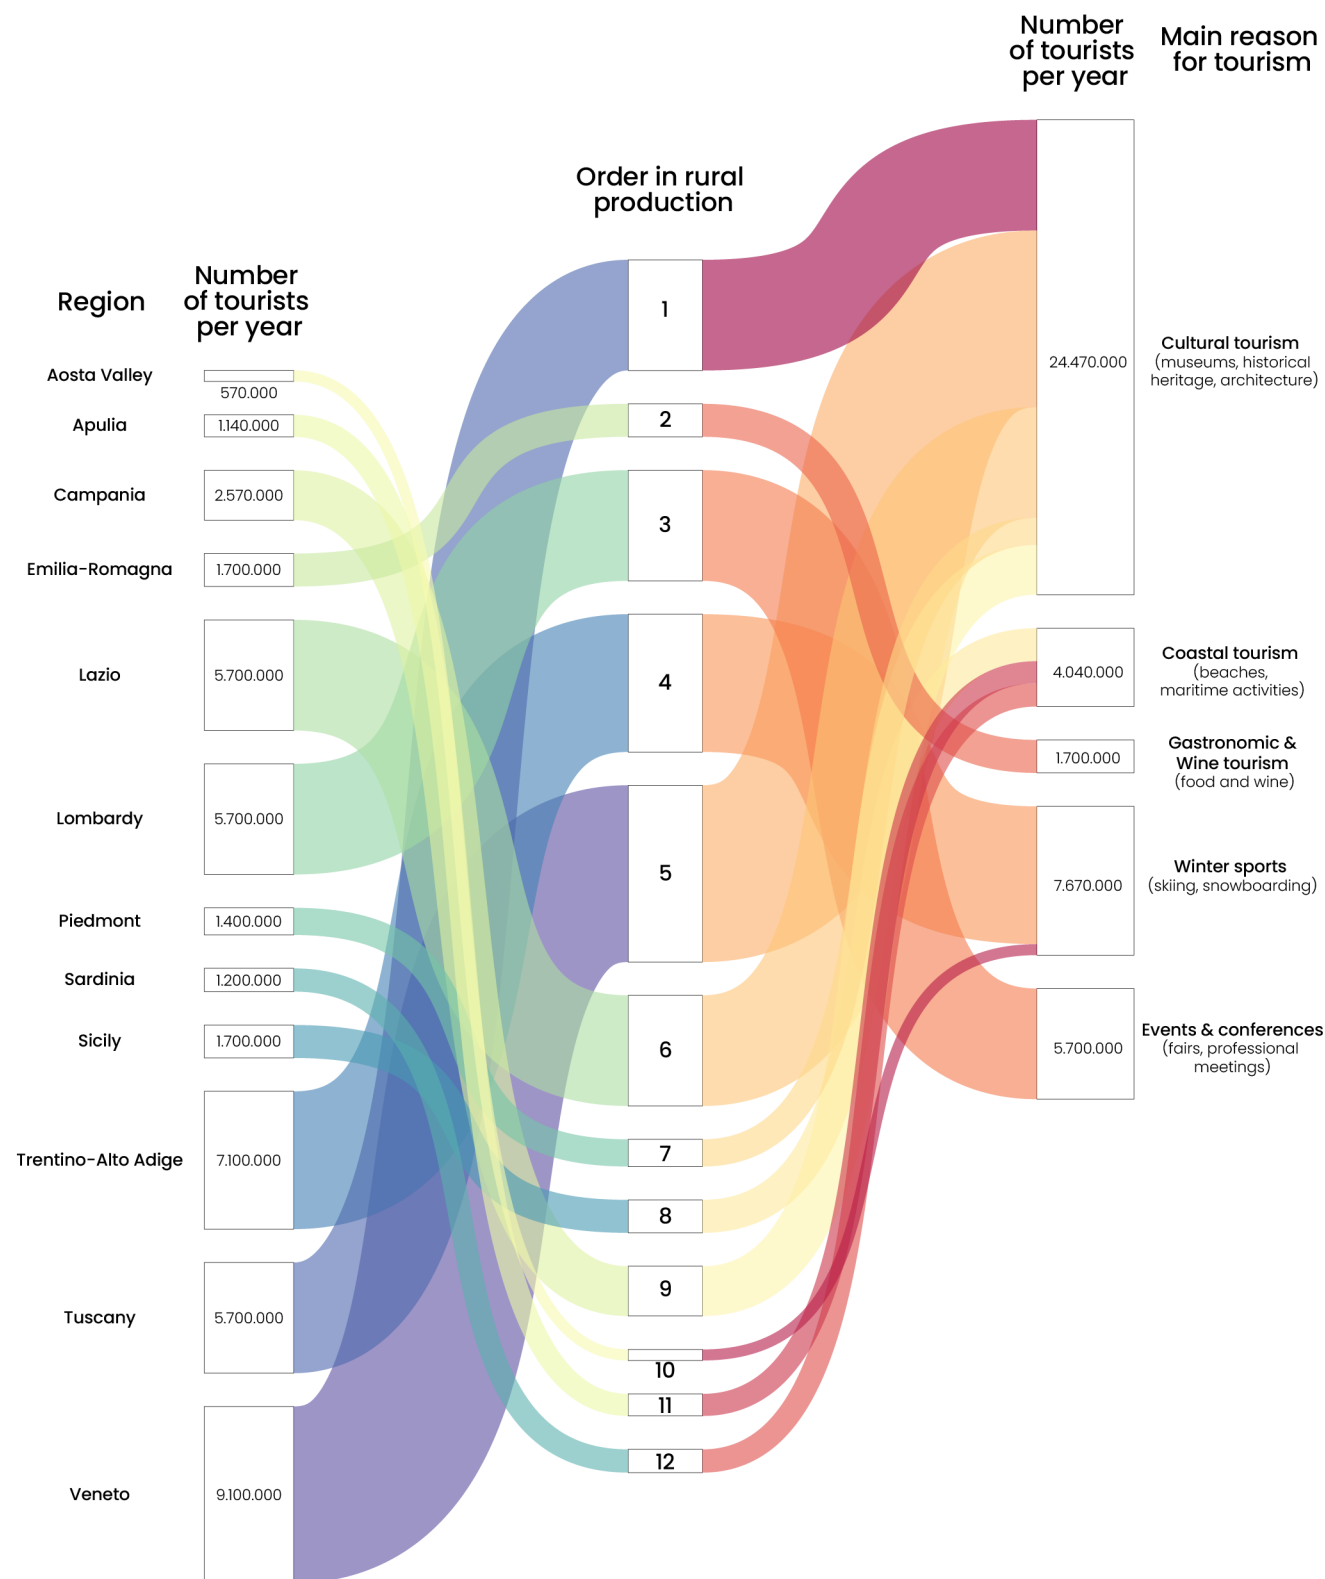 Number
of tourists
per year
Main reason
for tourism
Order in rural
production
Region
Number
of tourists
per year
Aosta Valley
570.000
Apulia
1.140.000
Campania
2.570.000
Emilia-Romagna
1.700.000
Lazio
5.700.000
Lombardy
5.700.000
Piedmont
1.400.000
Sardinia
1.200.000
Sicily
1.700.000
Trentino-Alto Adige
7.100.000
Tuscany
5.700.000
Veneto
9.100.000
1
2
3
4
5
6
7
8
9
10
11
12
24.470.000
Cultural tourism
(museums, historical
heritage, architecture)
4.040.000
Coastal tourism
(beaches,
maritime activities)
1.700.000
Gastronomic &
Wine tourism
(food and wine)
7.670.000
Winter sports
(skiing, snowboarding)
5.700.000
Events & conferences
(fairs, professional
meetings)